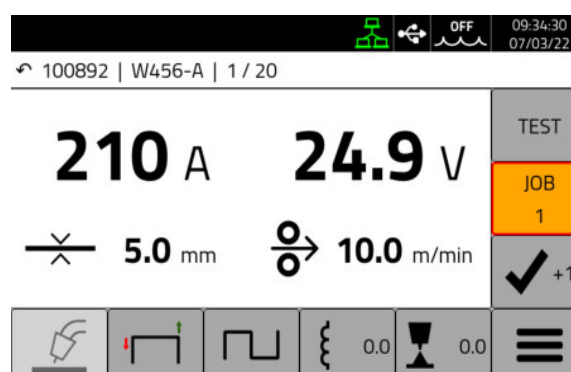 OFF
09:34:30
07/03/22
100892 | W456-A | 1 / 20
210 A
24.9 V
TEST
JOB
1
5.0 mm
10.0 m/min
+1
0.0
0.0